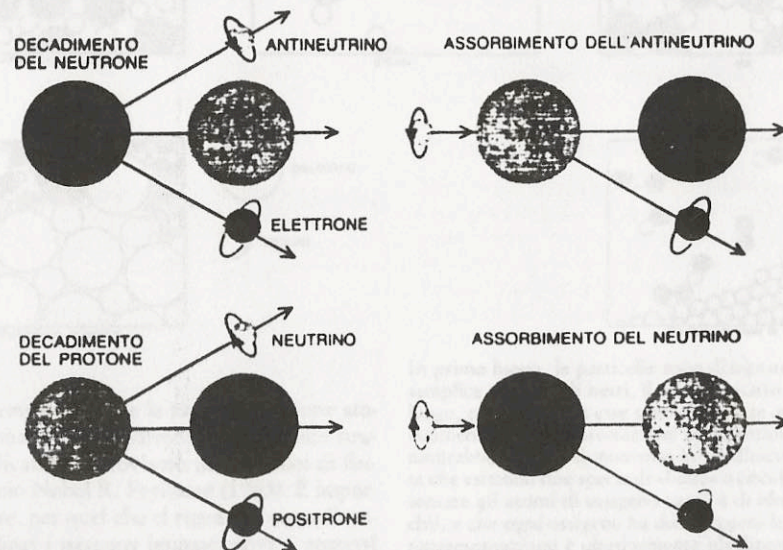 DECADIMENTO
DEL NEUTRONE
ANTINEUTRINO
ELETTRONE
ASSORBIMENTO DELL'ANTINEUTRINO
DECADIMENTO
DEL PROTONE
NEUTRINO
POSITRONE
ASSORBIMENTO DEL NEUTRINO